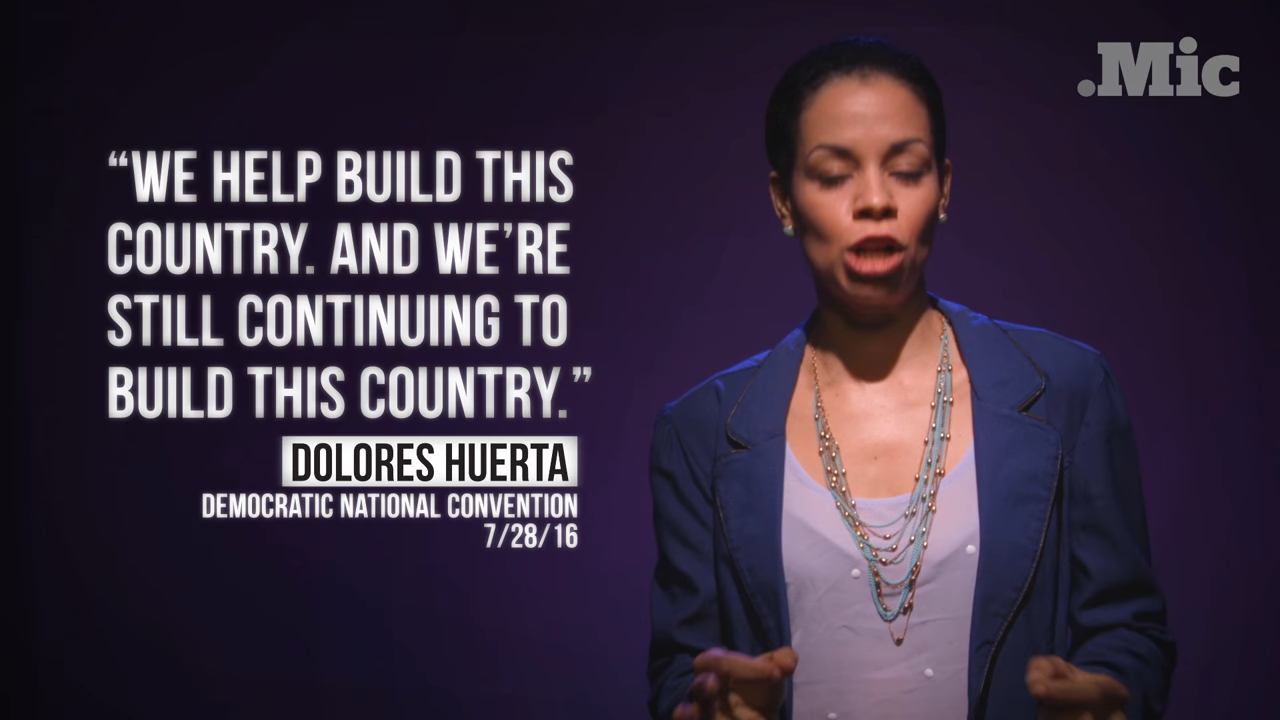 “WE HELP BUILD THIS
COUNTRY. AND WE’RE
STILL CONTINUING TO
BUILD THIS COUNTRY.”
DOLORES HUERTA
DEMOCRATIC NATIONAL CONVENTION
7/28/16
.Mic